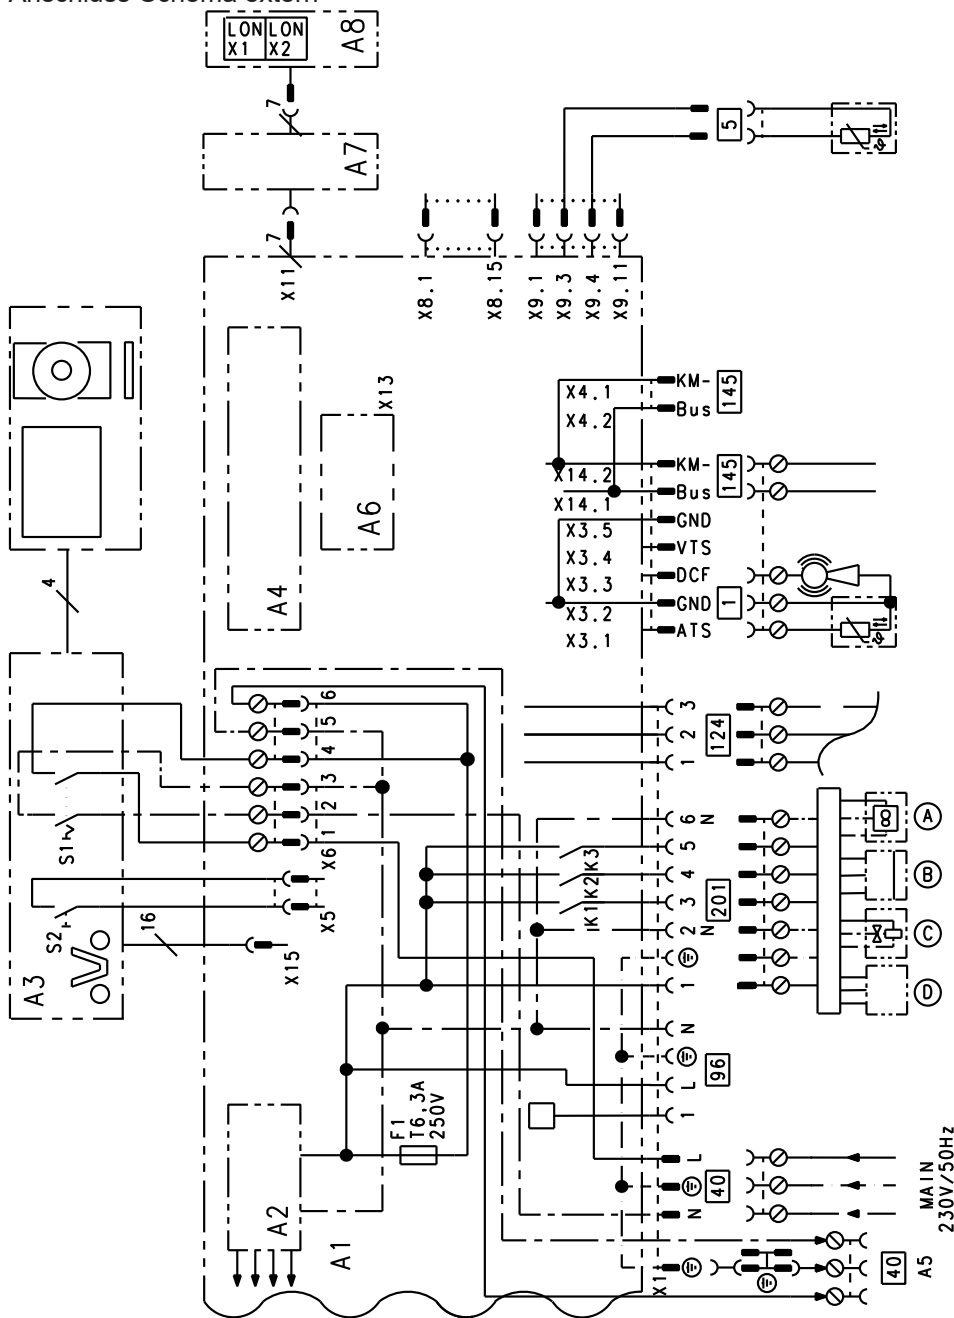 Anschluss-Schema extern
LON
X1
LON
X2
A8
7
A7
7
X11
X8.1
X8.15
X9.1
X9.3
X9.4
X9.11
5
ϑ
4
A4
A6
X13
X4.1
X4.2
KM-
Bus
145
X14.2
X14.1
KM-
Bus
145
X3.5
X3.4
X3.3
X3.2
X3.1
GND
VTS
DCF
GND
ATS
1
ϑ
6
5
4
3
2
1
X6
S1
S2
16
X5
X15
A3
3
2
1
124
6 N
5
4
3
2 N
1
201
K1
K2
K3
A
B
C
D
N
L
1
96
F1
T6,3A
250V
A2
A1
L
N
40
X1
MAIN
230V/50Hz
40
A5